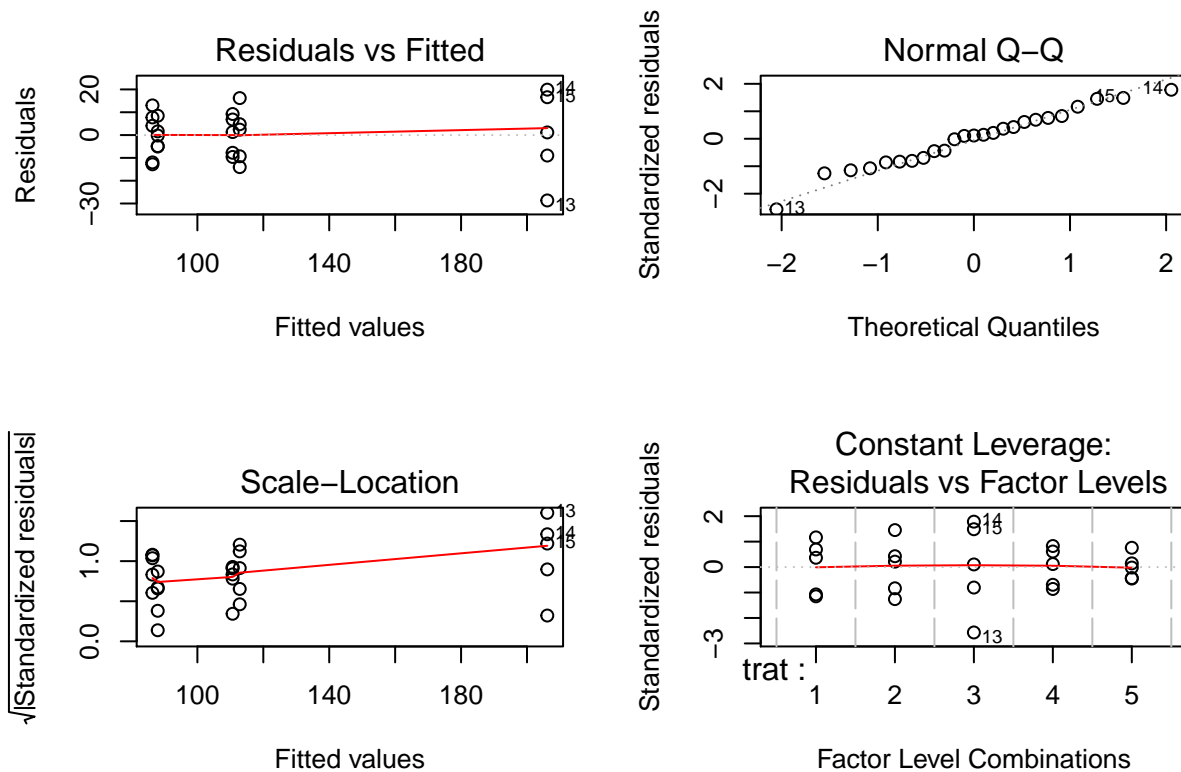 Residuals vs Fitted
Residuals
20
0
−30
14
15
13
100
140
180
Fitted values
Normal Q−Q
Standardized residuals
2
0
−2
13
15
14
−2
−1
0
1
2
Theoretical Quantiles
Scale−Location
√|Standardized residuals|
1.0
0.0
13
14
15
100
140
180
Fitted values
Constant Leverage:
Residuals vs Factor Levels
Standardized residuals
2
0
−3
14
15
13
trat :
1
2
3
4
5
Factor Level Combinations